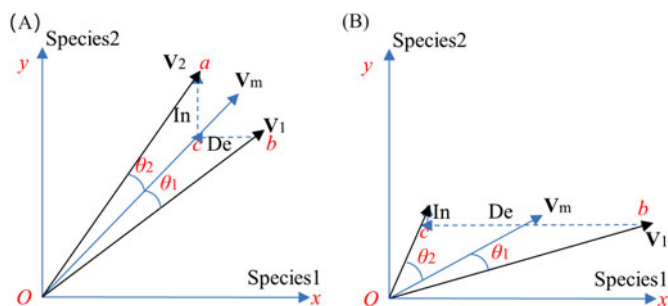 (A)
Species2
y
V2
a
Vm
In
V1
c
De
b
θ2
θ1
Species1
O
x
(B)
Species2
y
In
De
b
Vm
c
V1
θ2
θ1
Species1
O
x